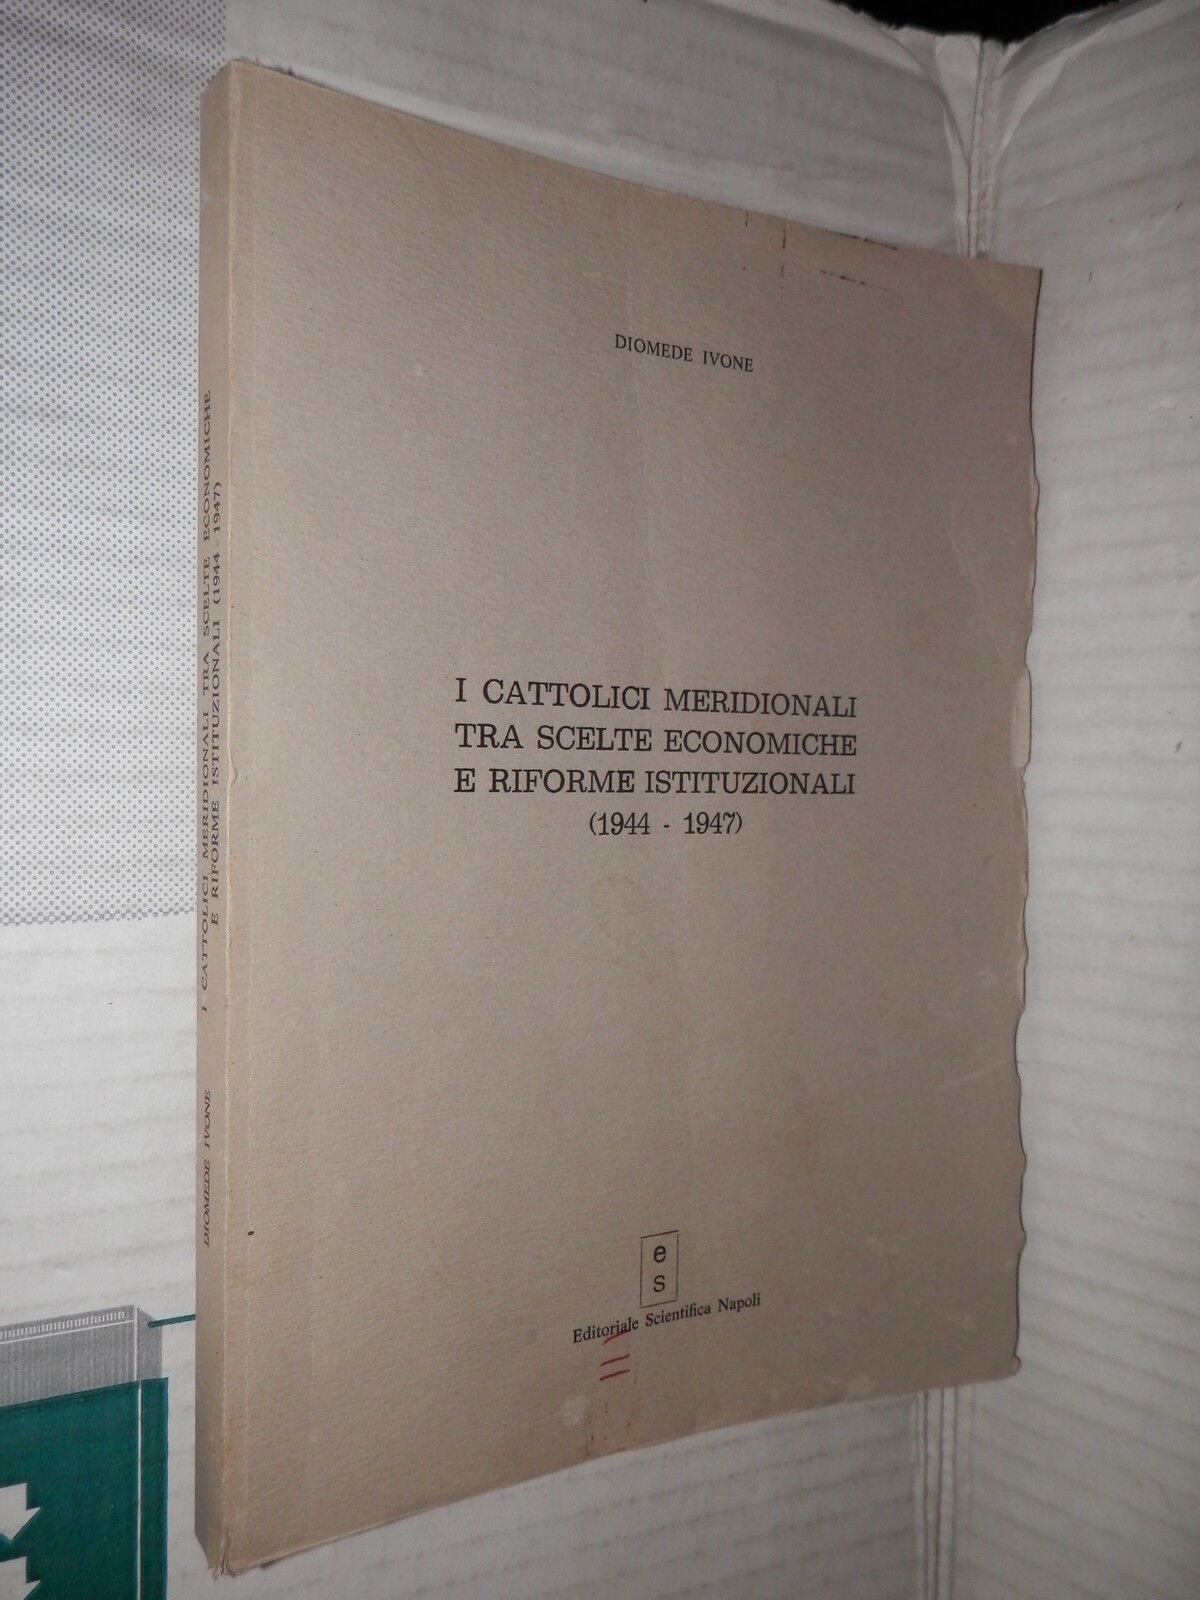 DIOMEDE IVONE
I CATTOLICI MERIDIONALI
TRA SCELTE ECONOMICHE
E RIFORME ISTITUZIONALI
(1944 - 1947)
e
s
Editoriale Scientifica Napoli
DIOMEDE IVONE
I CATTOLICI MERIDIONALI TRA SCELTE ECONOMICHE
E RIFORME ISTITUZIONALI (1944 - 1947)